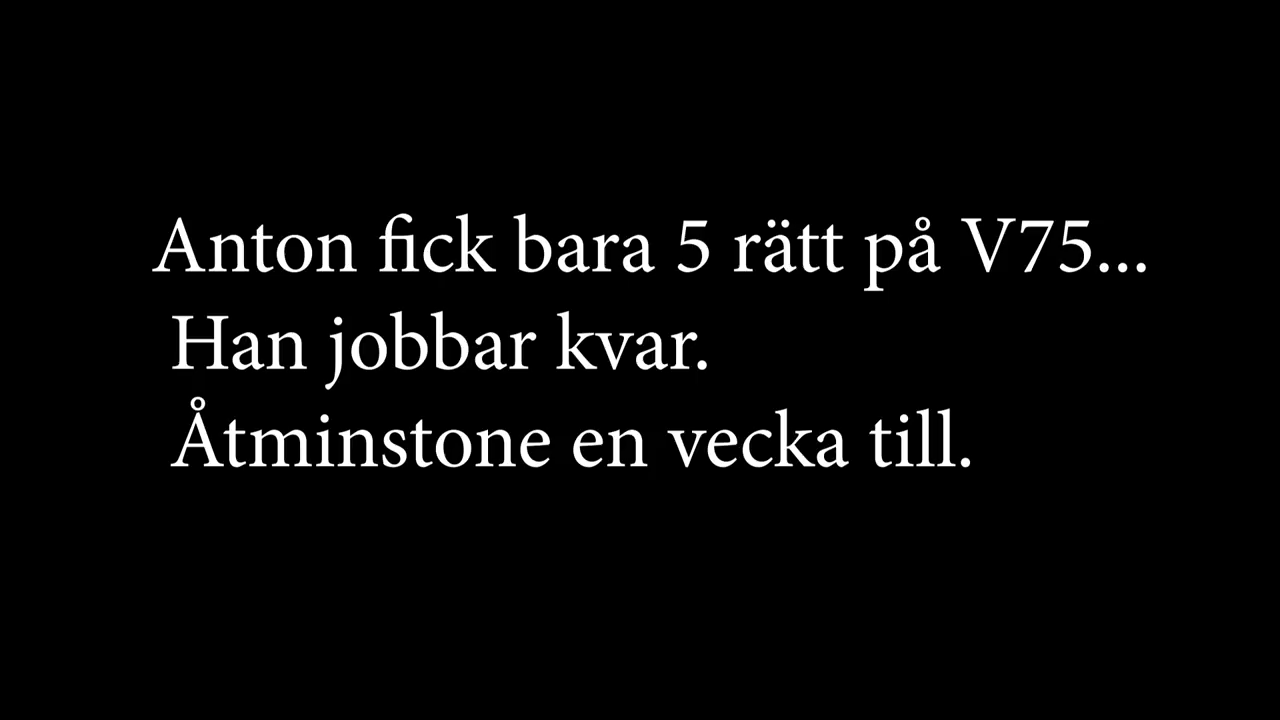 Anton fick bara 5 rätt på V75...
Han jobbar kvar.
Åtminstone en vecka till.